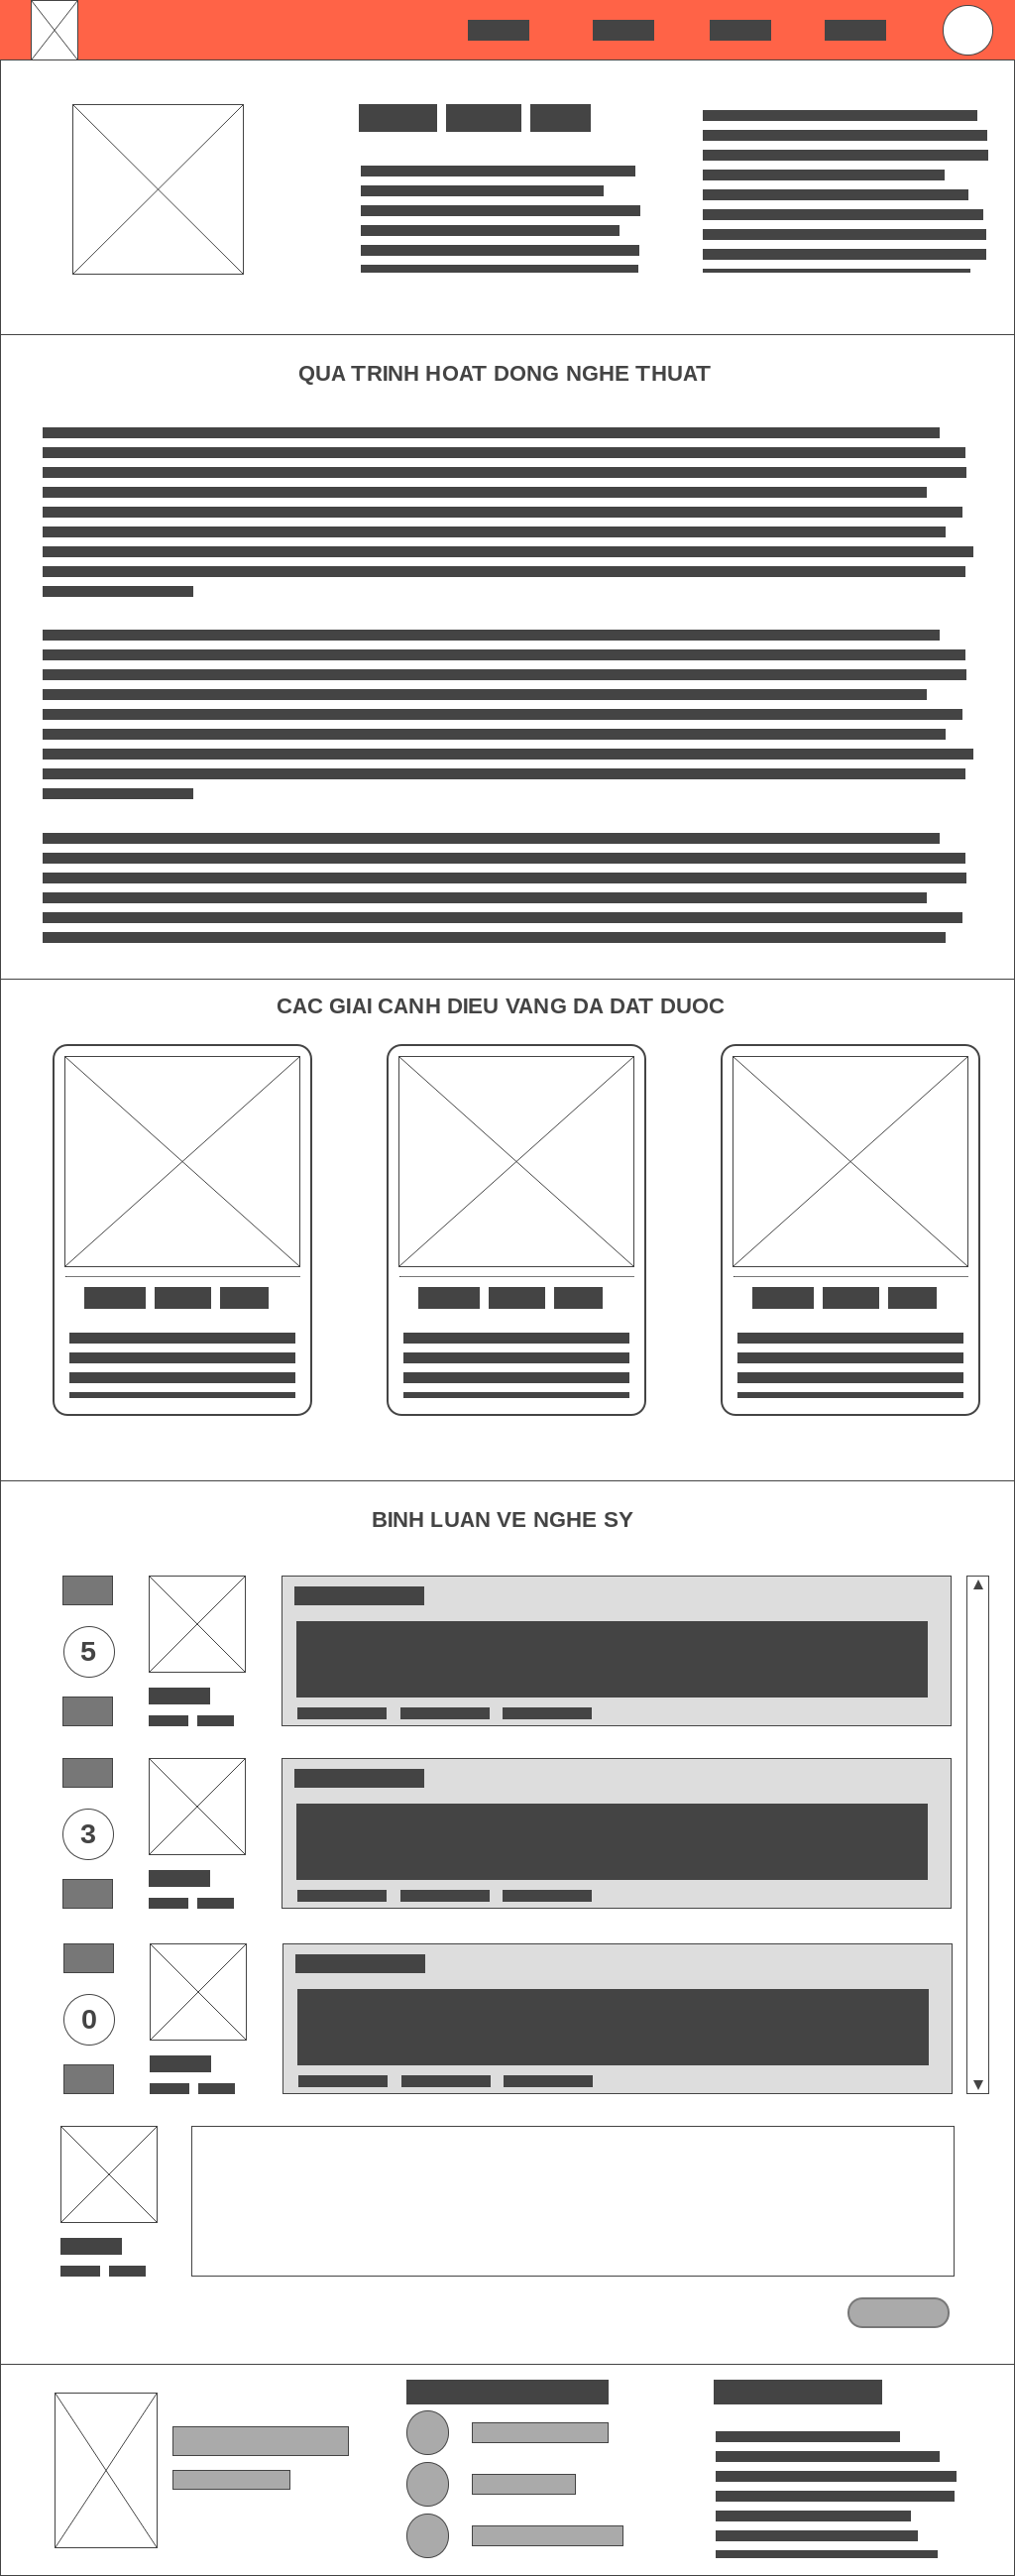 QUA TRINH HOAT DONG NGHE THUAT
CAC GIAI CANH DIEU VANG DA DAT DUOC
BINH LUAN VE NGHE SY
5
3
0